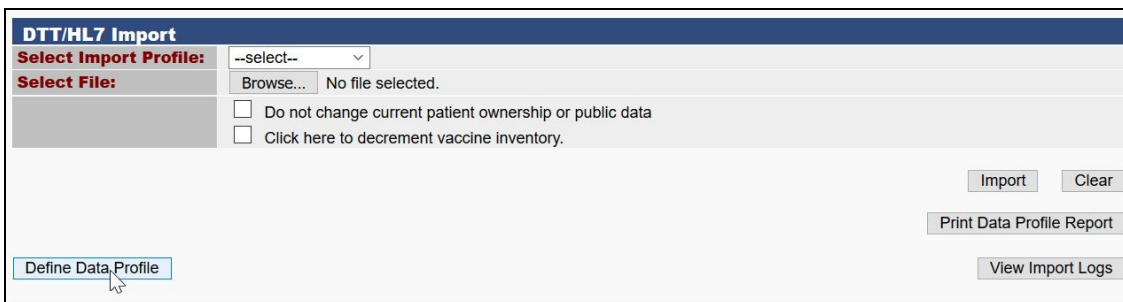 DTT/HL7 Import
Select Import Profile: --select--
Select File: Browse... No file selected.
Do not change current patient ownership or public data
Click here to decrement vaccine inventory.
Import Clear
Print Data Profile Report
Define Data Profile View Import Logs